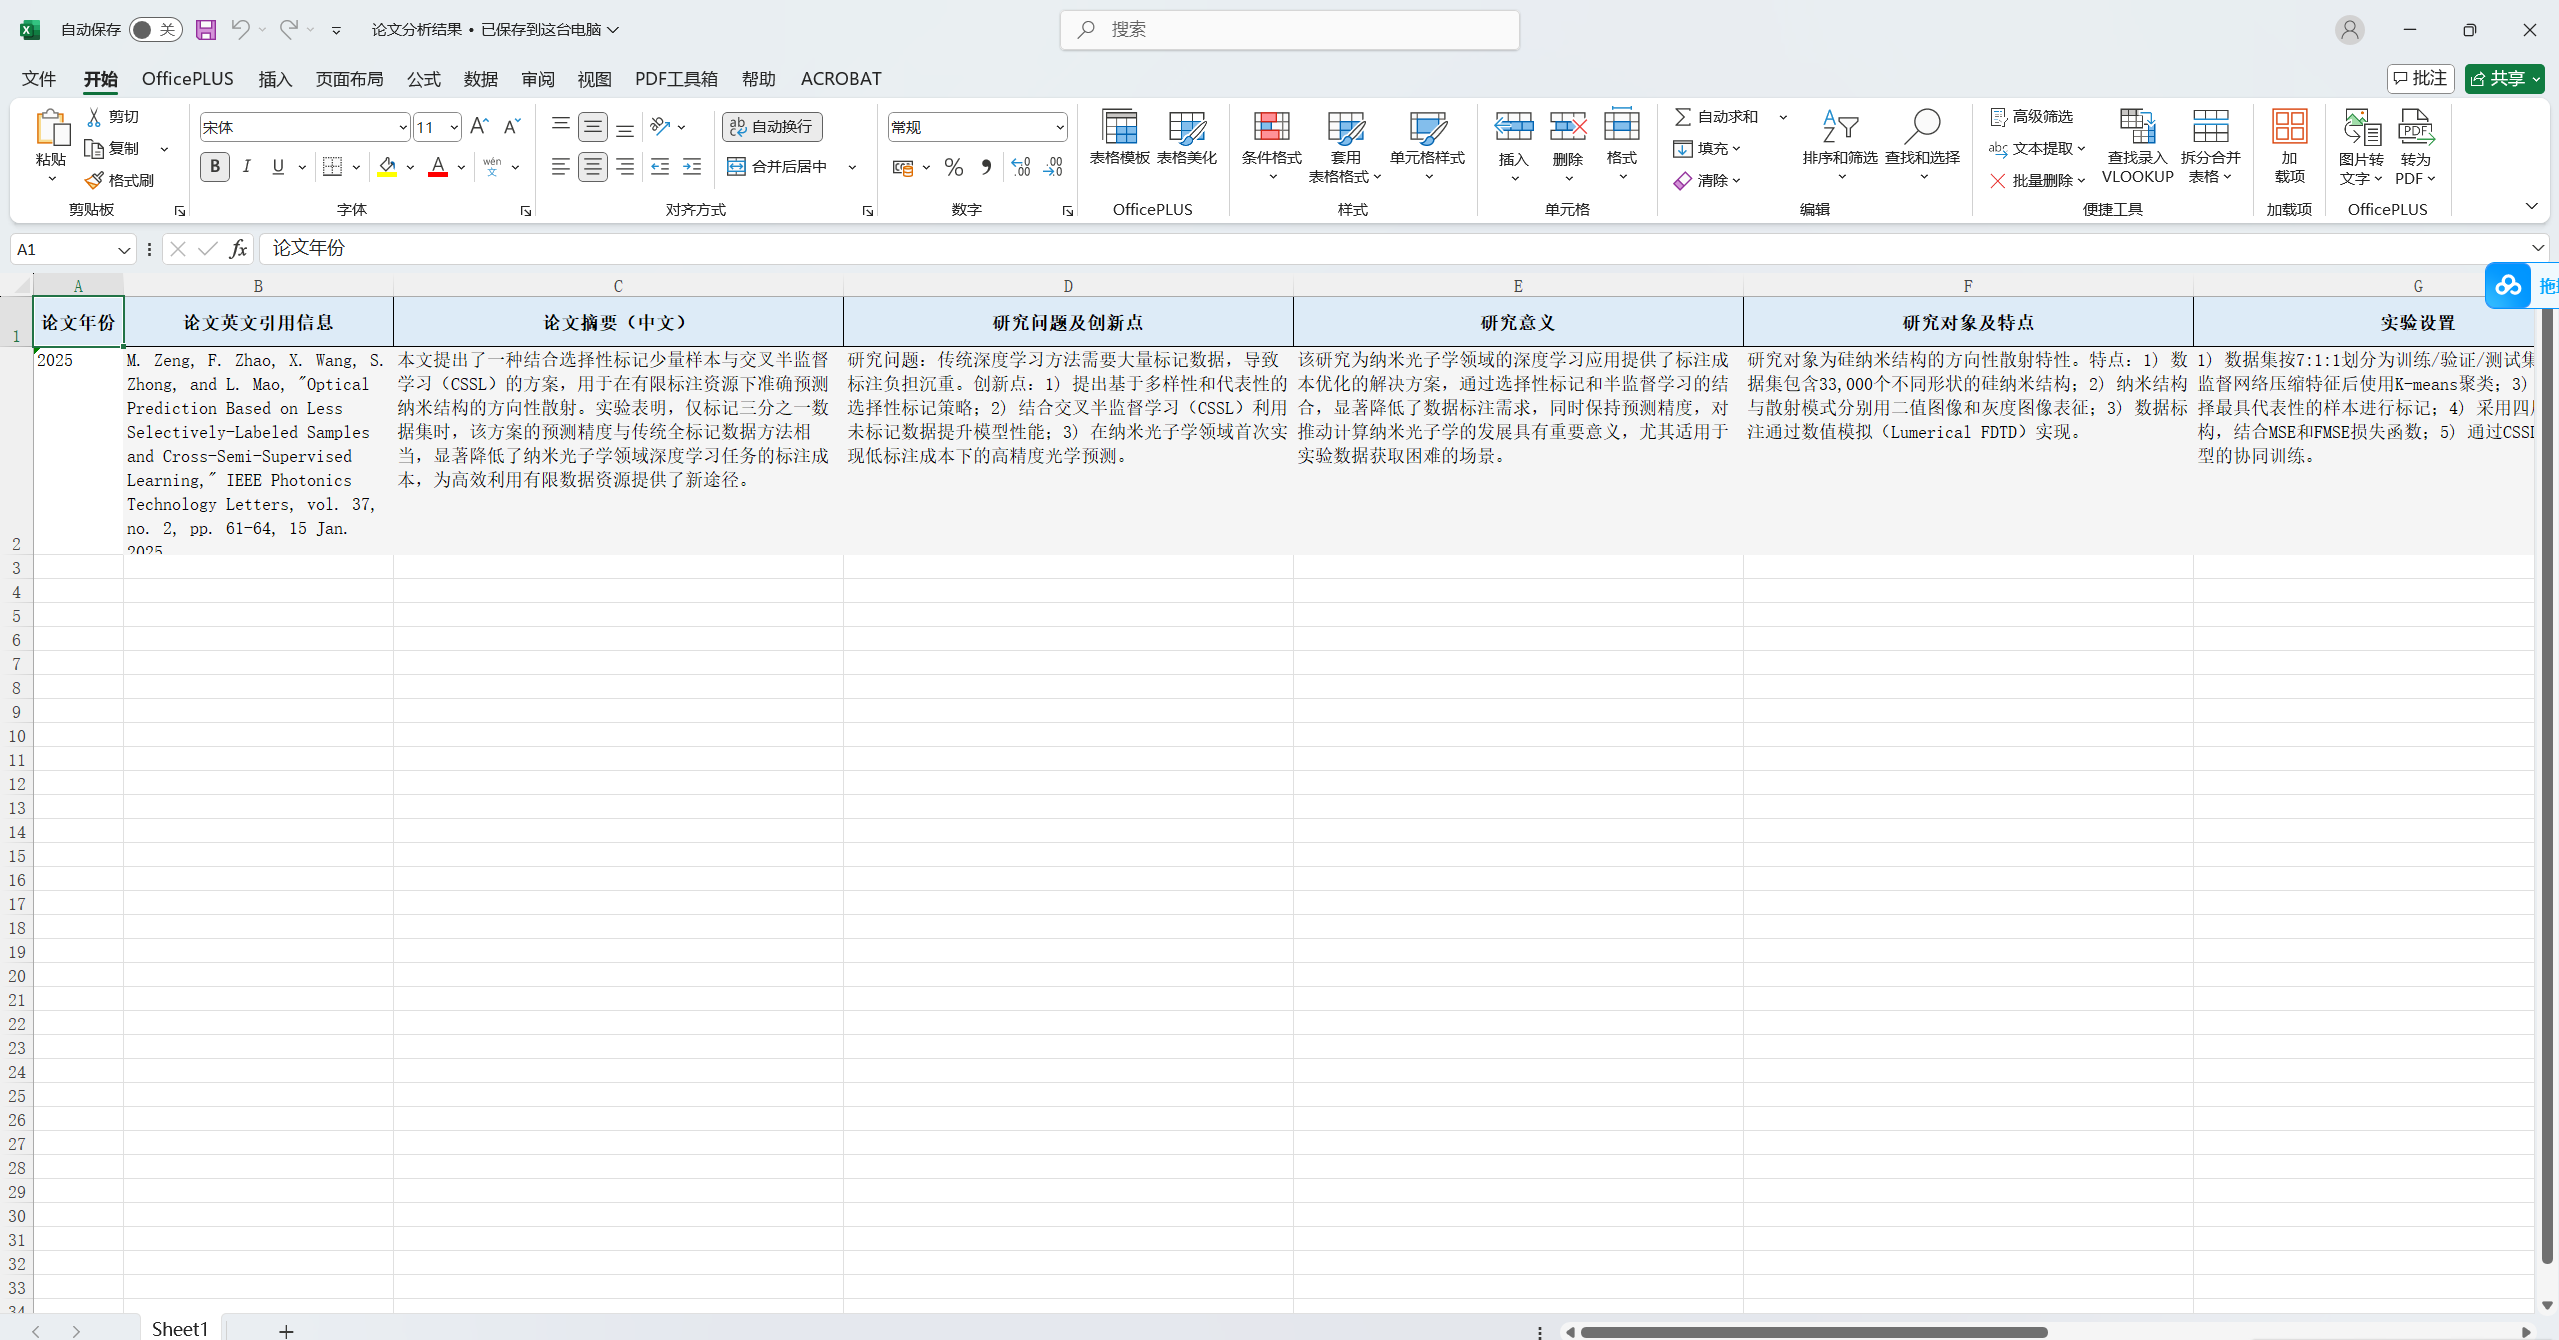 自动保存 关 论文分析结果 • 已保存到这台电脑 搜索
文件 开始 OfficePLUS 插入 页面布局 公式 数据 审阅 视图 PDF工具箱 帮助 ACROBAT 批注 共享
粘贴 剪切 复制 格式刷 剪贴板
宋体 11 B I U A wén 文 字体
ab 自动换行 合并后居中 对齐方式
常规 % 数字
表格模板 表格美化 OfficePLUS
条件格式 套用 表格格式 单元格样式 样式
插入 删除 格式 单元格
自动求和 填充 清除 排序和筛选 查找和选择 编辑
高级筛选 文本提取 批量删除 查找录入 VLOOKUP 拆分合并 表格 便捷工具
加 载项 加载项
图片转 文字 转为 PDF OfficePLUS
A1 fx 论文年份
拖
A B C D E F G
1 论文年份 论文英文引用信息 论文摘要（中文） 研究问题及创新点 研究意义 研究对象及特点 实验设置
2
2025
M. Zeng, F. Zhao, X. Wang, S.
Zhong, and L. Mao, "Optical
Prediction Based on Less
Selectively-Labeled Samples
and Cross-Semi-Supervised
Learning," IEEE Photonics
Technology Letters, vol. 37,
no. 2, pp. 61-64, 15 Jan.
2025
本文提出了一种结合选择性标记少量样本与交叉半监督
学习（CSSL）的方案，用于在有限标注资源下准确预测
纳米结构的方向性散射。实验表明，仅标记三分之一数
据集时，该方案的预测精度与传统全标记数据方法相
当，显著降低了纳米光子学领域深度学习任务的标注成
本，为高效利用有限数据资源提供了新途径。
研究问题：传统深度学习方法需要大量标记数据，导致
标注负担沉重。创新点：1）提出基于多样性和代表性的
选择性标记策略；2）结合交叉半监督学习（CSSL）利用
未标记数据提升模型性能；3）在纳米光子学领域首次实
现低标注成本下的高精度光学预测。
该研究为纳米光子学领域的深度学习应用提供了标注成
本优化的解决方案，通过选择性标记和半监督学习的结
合，显著降低了数据标注需求，同时保持预测精度，对
推动计算纳米光子学的发展具有重要意义，尤其适用于
实验数据获取困难的场景。
研究对象为硅纳米结构的方向性散射特性。特点：1）数
据集包含33,000个不同形状的硅纳米结构；2）纳米结构
与散射模式分别用二值图像和灰度图像表征；3）数据标
注通过数值模拟（Lumerical FDTD）实现。
1）数据集按7:1:1划分为训练/验证/测试集
监督网络压缩特征后使用K-means聚类；3）
择最具代表性的样本进行标记；4）采用四
构，结合MSE和FMSE损失函数；5）通过CSSL
型的协同训练。
3
4
5
6
7
8
9
10
11
12
13
14
15
16
17
18
19
20
21
22
23
24
25
26
27
28
29
30
31
32
33
34
Sheet1